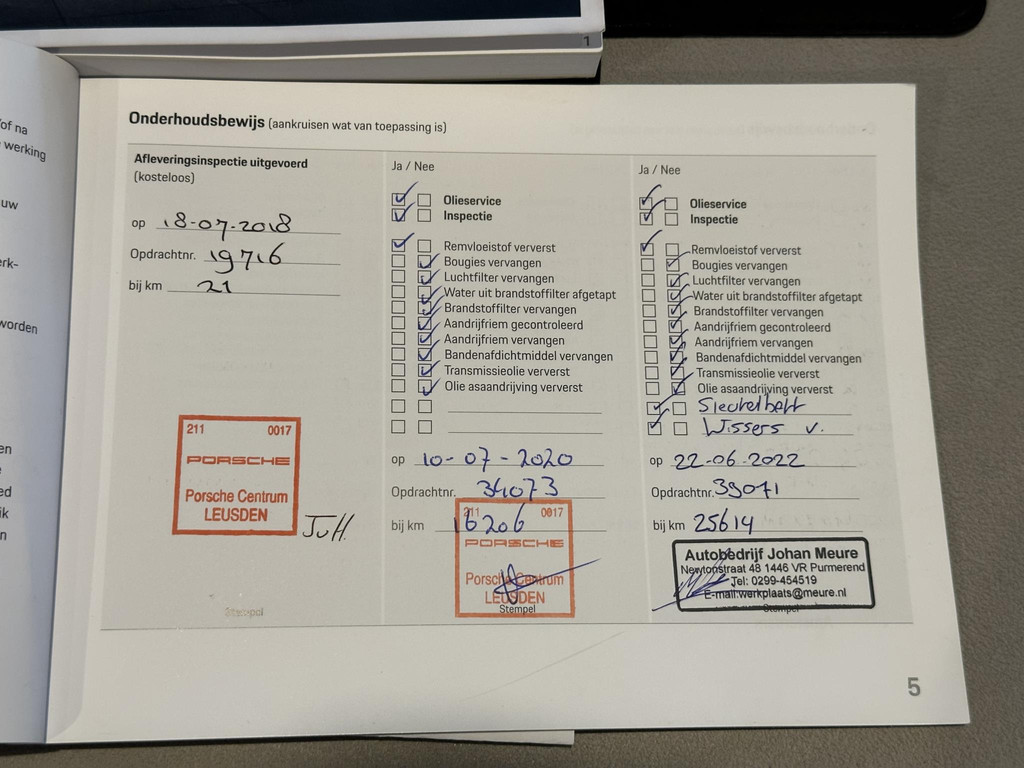 1
of na
werking
uw
erk-
worden
en
ed
ik
n
Onderhoudsbewijs (aankruisen wat van toepassing is)
Afleveringsinspectie uitgevoerd
(kosteloos)
op 18-07-2018
Opdrachtnr. 19716
bij km 21
211 0017
PORSCHE
Porsche Centrum
LEUSDEN
Stempel
Ja / Nee
Olieservice
Inspectie
Remvloeistof ververst
Bougies vervangen
Luchtfilter vervangen
Water uit brandstoffilter afgetapt
Brandstoffilter vervangen
Aandrijfriem gecontroleerd
Aandrijfriem vervangen
Bandenafdichtmiddel vervangen
Transmissieolie ververst
Olie asaandrijving ververst
op 10-07-2020
Opdrachtnr. 34073
bij km 16206
211 0017
PORSCHE
Porsche Centrum
LEUSDEN
Stempel
Ja / Nee
Olieservice
Inspectie
Remvloeistof ververst
Bougies vervangen
Luchtfilter vervangen
Water uit brandstoffilter afgetapt
Brandstoffilter vervangen
Aandrijfriem gecontroleerd
Aandrijfriem vervangen
Bandenafdichtmiddel vervangen
Transmissieolie ververst
Olie asaandrijving ververst
Sleutelbatt
Wissers v.
op 22-06-2022
Opdrachtnr. 39071
bij km 25614
Autobedrijf Johan Meure
Newtonstraat 48 1446 VR Purmerend
Tel: 0299-454519
E-mail:werkplaats@meure.nl
Stempel
5